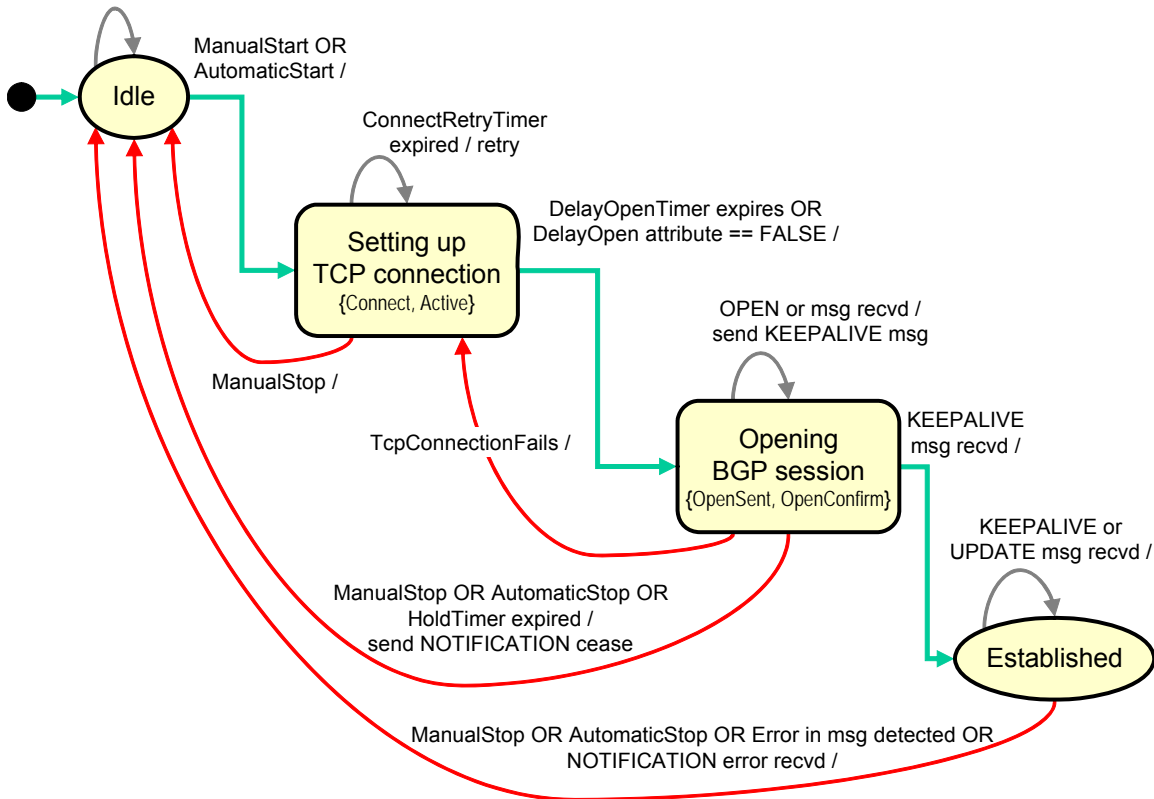 ManualStart OR
AutomaticStart /
Idle
ConnectRetryTimer
expired / retry
DelayOpenTimer expires OR
DelayOpen attribute == FALSE /
Setting up
TCP connection
{Connect, Active}
OPEN or msg recvd /
send KEEPALIVE msg
ManualStop /
TcpConnectionFails /
KEEPALIVE
msg recvd /
Opening
BGP session
{OpenSent, OpenConfirm}
KEEPALIVE or
UPDATE msg recvd /
ManualStop OR AutomaticStop OR
HoldTimer expired /
send NOTIFICATION cease
Established
ManualStop OR AutomaticStop OR Error in msg detected OR
NOTIFICATION error recvd /